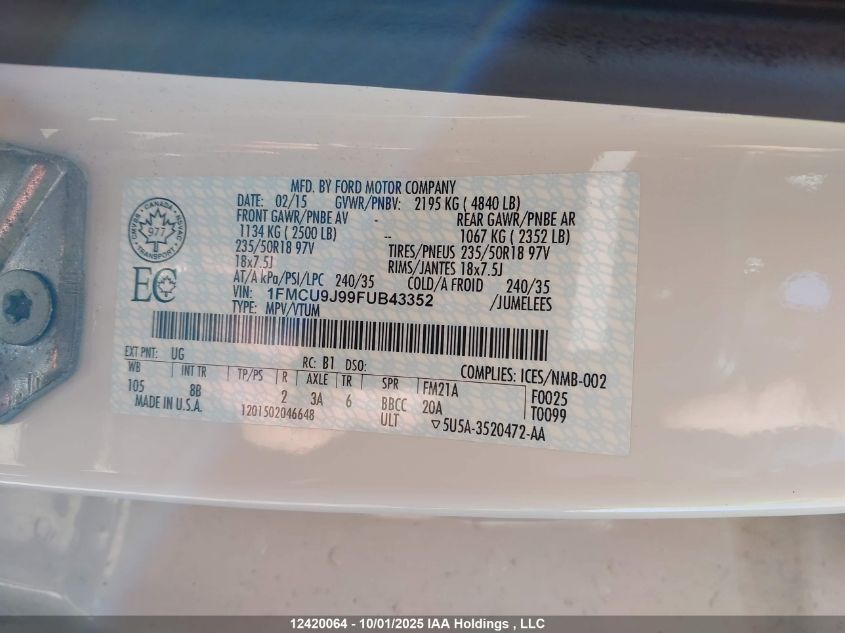 MFD. BY FORD MOTOR COMPANY
DATE: 02/15 GVWR/PNBV: 2195 KG ( 4840 LB)
FRONT GAWR/PNBE AV - REAR GAWR/PNBE AR
1134 KG ( 2500 LB) -- 1067 KG ( 2352 LB)
235/50R18 97V TIRES/PNEUS 235/50R18 97V
18x7.5J RIMS/JANTES 18x7.5J
AT/A kPa/PSI/LPC 240/35 COLD/A FROID 240/35
VIN: 1FMCU9J99FUB43352 /JUMELEES
TYPE: MPV/VTUM
CANADA
977
TRANSPORT
EC
EXT PNT: UG RC: B1 DSO: COMPLIES: ICES/NMB-002
WB INT TR TP/PS R AXLE TR SPR FM21A F0025
105 8B 2 3A 6 BBCC 20A T0099
MADE IN U.S.A. 1201502046648 ULT ▽5U5A-3520472-AA
12420064 - 10/01/2025 IAA Holdings , LLC